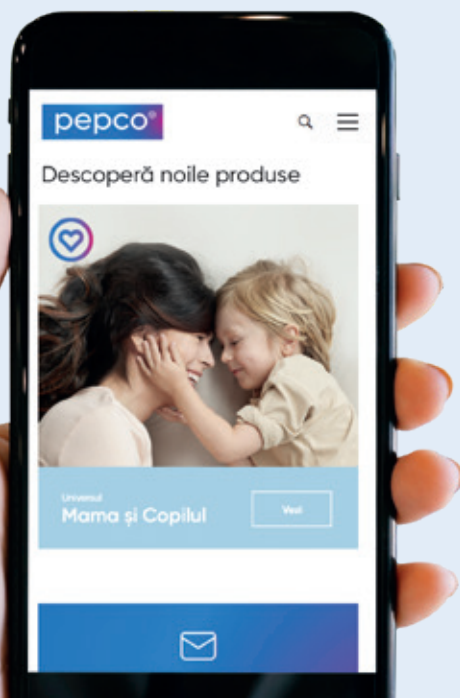 pepco®
Descoperă noile produse
Universul
Mama și Copilul
Vezi